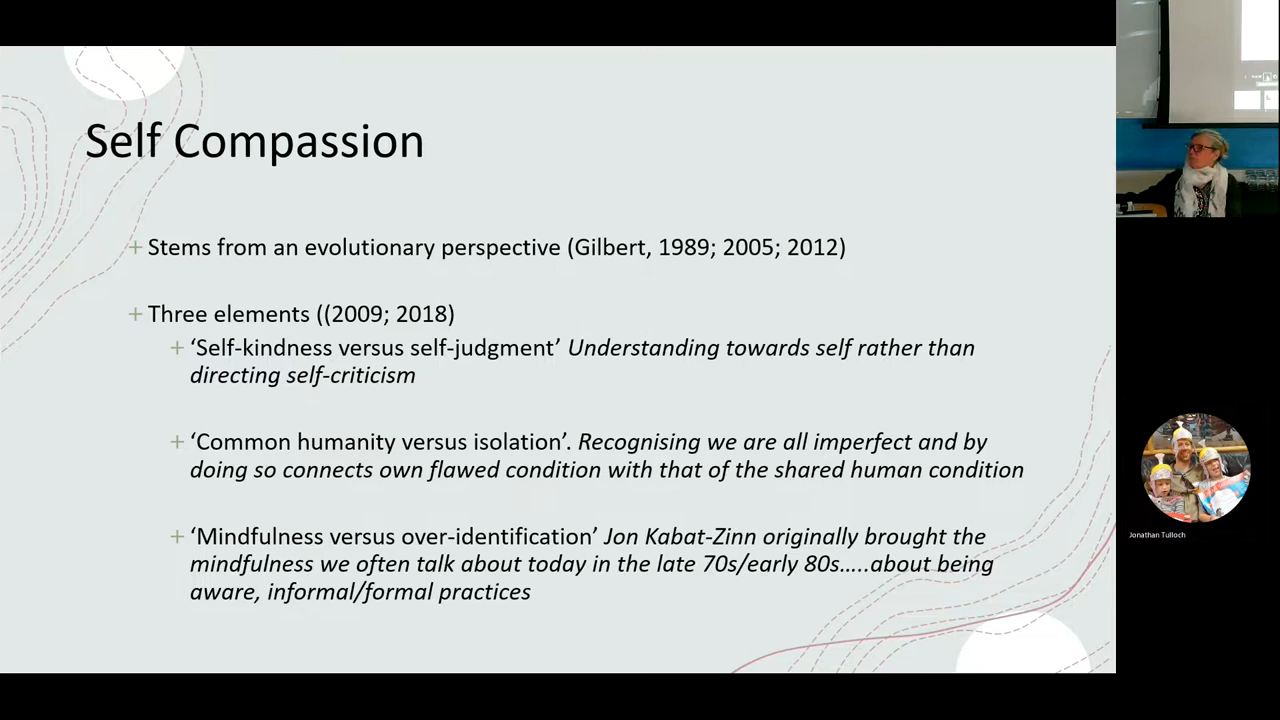 Self Compassion
+ Stems from an evolutionary perspective (Gilbert, 1989; 2005; 2012)
+ Three elements ((2009; 2018)
+ ‘Self-kindness versus self-judgment’ Understanding towards self rather than
directing self-criticism
+ ‘Common humanity versus isolation’. Recognising we are all imperfect and by
doing so connects own flawed condition with that of the shared human condition
+ ‘Mindfulness versus over-identification’ Jon Kabat-Zinn originally brought the
mindfulness we often talk about today in the late 70s/early 80s…..about being
aware, informal/formal practices
Jonathan Tulloch